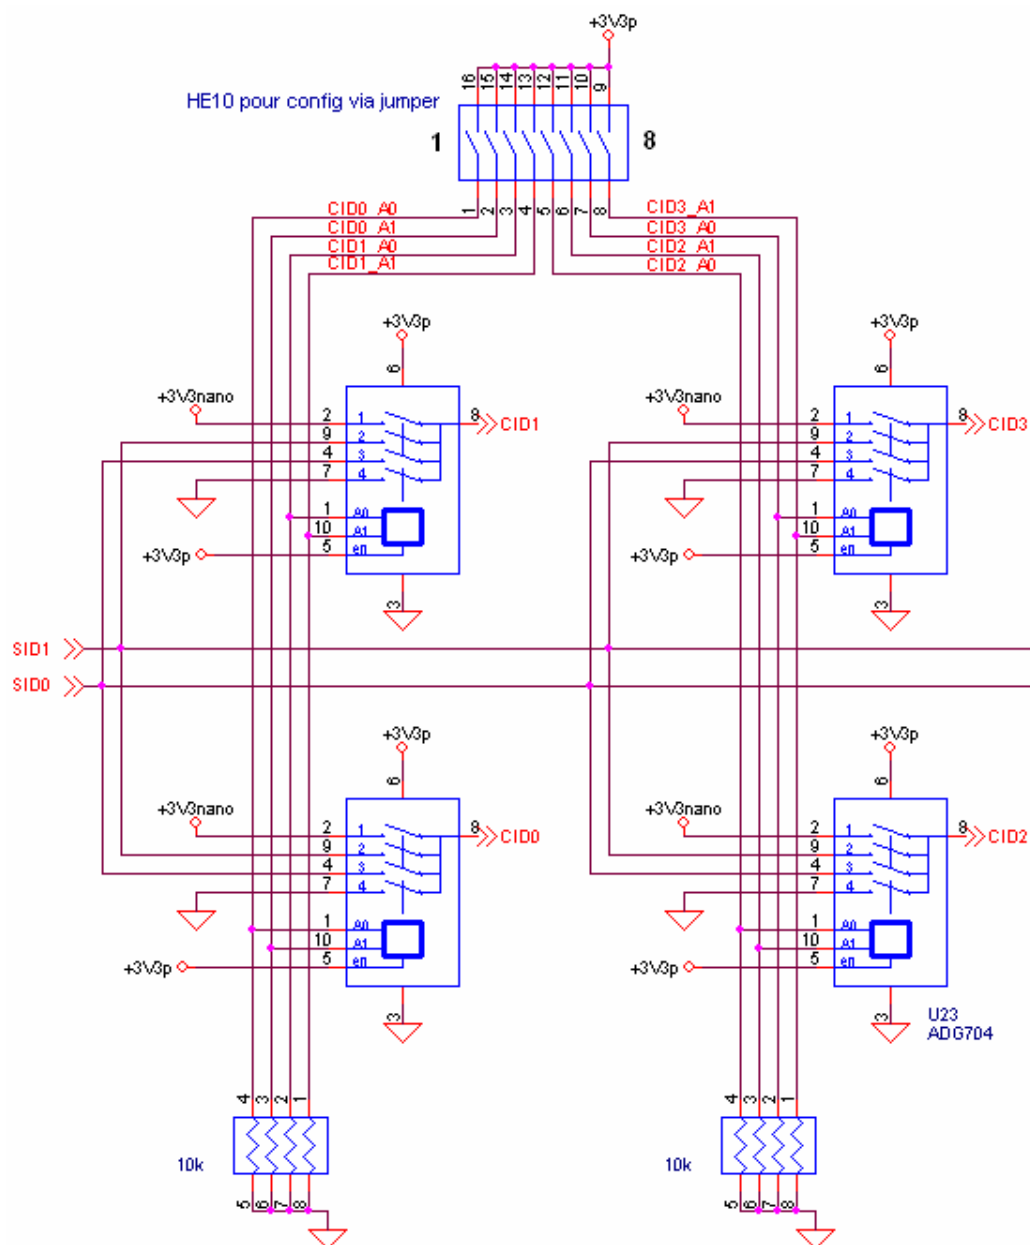 +3V3p
16 15 14 13 12 11 10 9
HE10 pour config via jumper
1 8
1 2 3 4 5 6 7 8
CID0_A0 CID3_A1
CID0_A1 CID3_A0
CID1_A0 CID2_A1
CID1_A1 CID2_A0
+3V3p +3V3p
6 6
+3V3nano +3V3nano
2 1 8 CID1 2 1 8 CID3
9 2 9 2
4 3 4 3
7 4 7 4
1 A0 1 A0
10 A1 10 A1
+3V3p 5 en +3V3p 5 en
3 3
SID1
SID0
+3V3p +3V3p
6 6
+3V3nano +3V3nano
2 1 8 CID0 2 1 8 CID2
9 2 9 2
4 3 4 3
7 4 7 4
1 A0 1 A0
10 A1 10 A1
+3V3p 5 en +3V3p 5 en
3 3
U23
ADG704
4 3 2 1 4 3 2 1
10k 10k
5 6 7 8 5 6 7 8